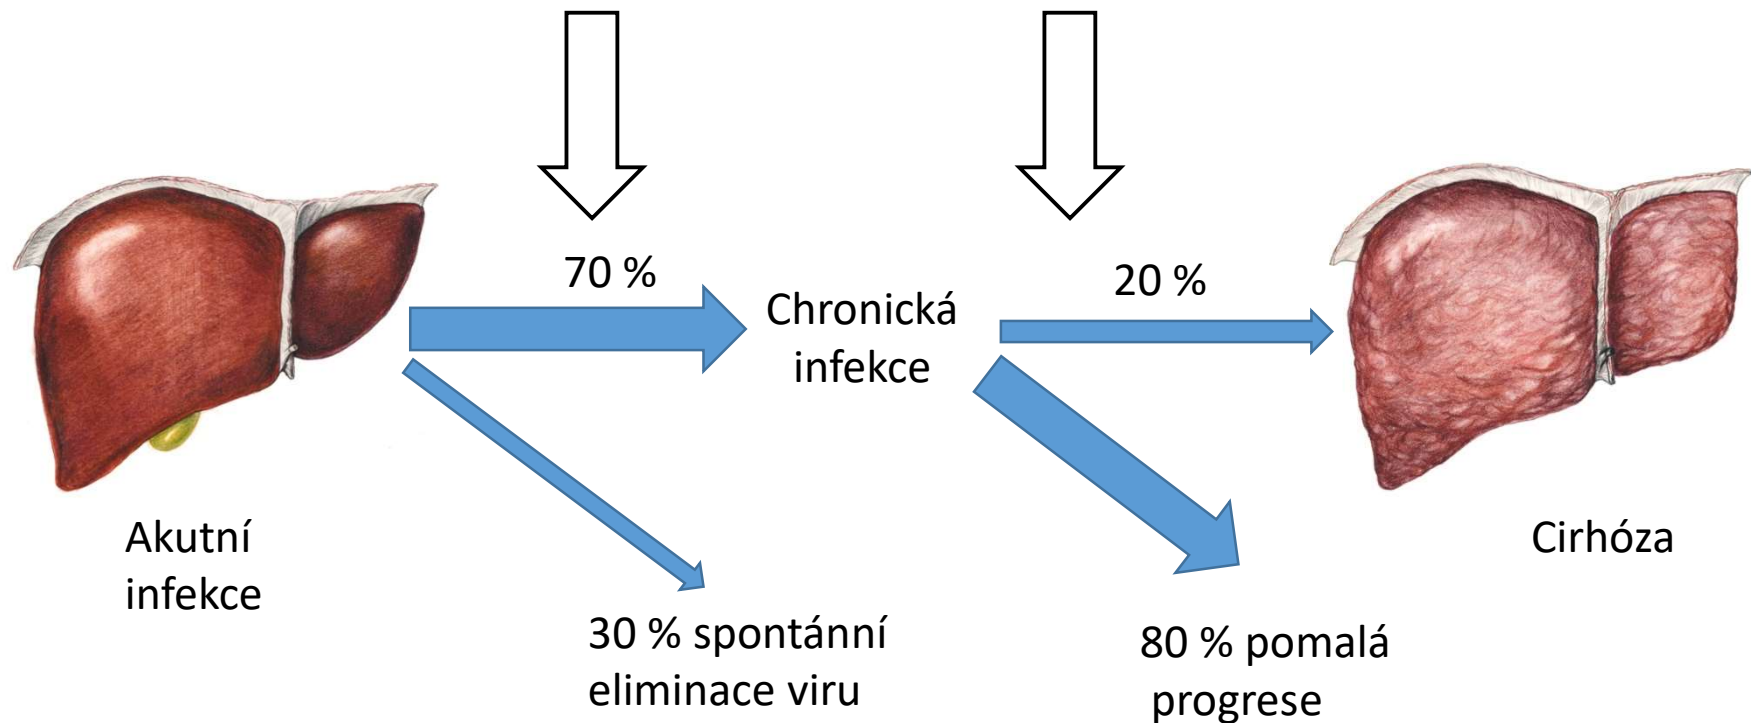 70 %
20 %
Chronická
infekce
Akutní
infekce
Cirhóza
30 % spontánní
eliminace viru
80 % pomalá
progrese